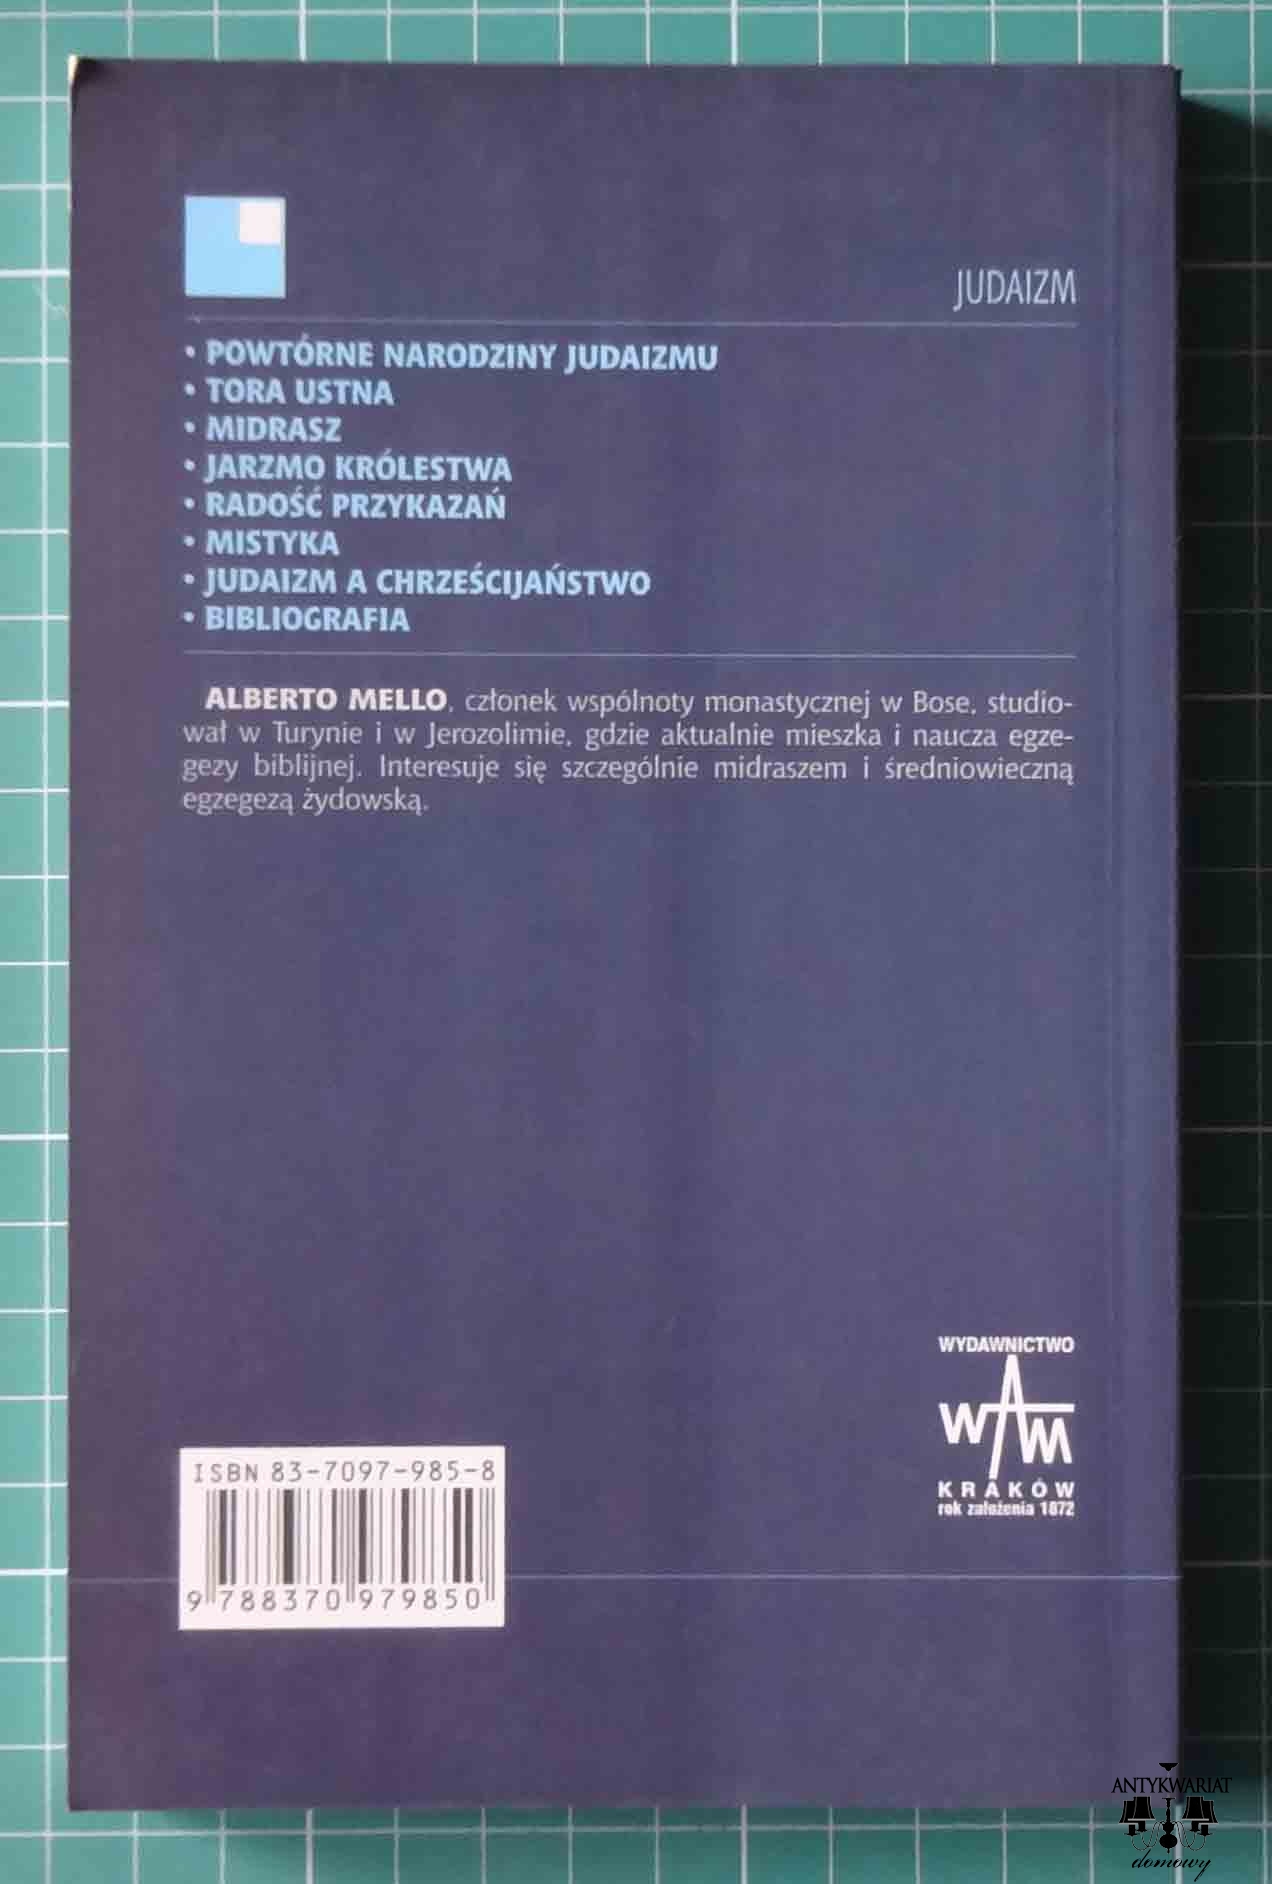 JUDAIZM
• POWTÓRNE NARODZINY JUDAIZMU
• TORA USTNA
• MIDRASZ
• JARZMO KRÓLESTWA
• RADOŚĆ PRZYKAZAŃ
• MISTYKA
• JUDAIZM A CHRZEŚCIJAŃSTWO
• BIBLIOGRAFIA
ALBERTO MELLO, członek wspólnoty monastycznej w Bose, studio-
wał w Turynie i w Jerozolimie, gdzie aktualnie mieszka i naucza egze-
gezy biblijnej. Interesuje się szczególnie midraszem i średniowieczną
egzegezą żydowską.
WYDAWNICTWO
WAM
KRAKÓW
rok założenia 1872
ISBN 83-7097-985-8
9 788370 979850
ANTYKWARIAT
domowy